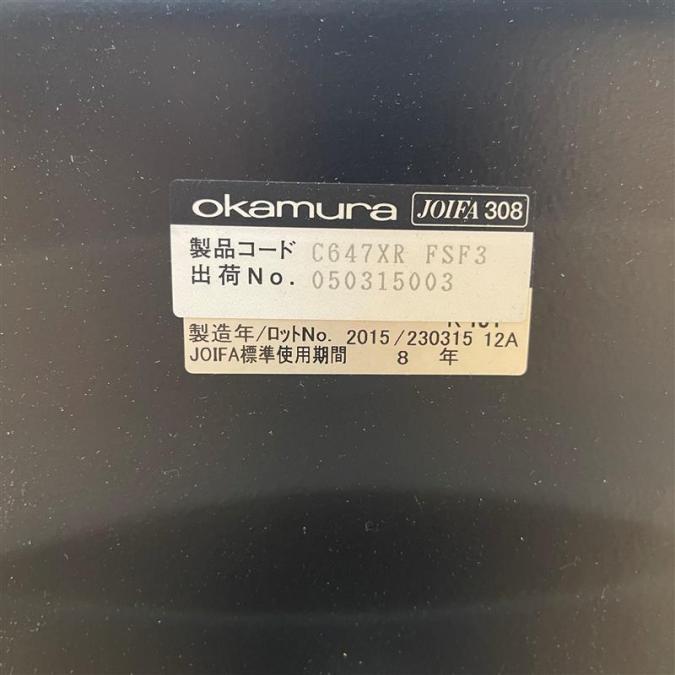 okamura JOIFA 308
製品コード C647XR FSF3
出荷No. 050315003
製造年/ロットNo. 2015/230315 12A
JOIFA標準使用期間 8 年